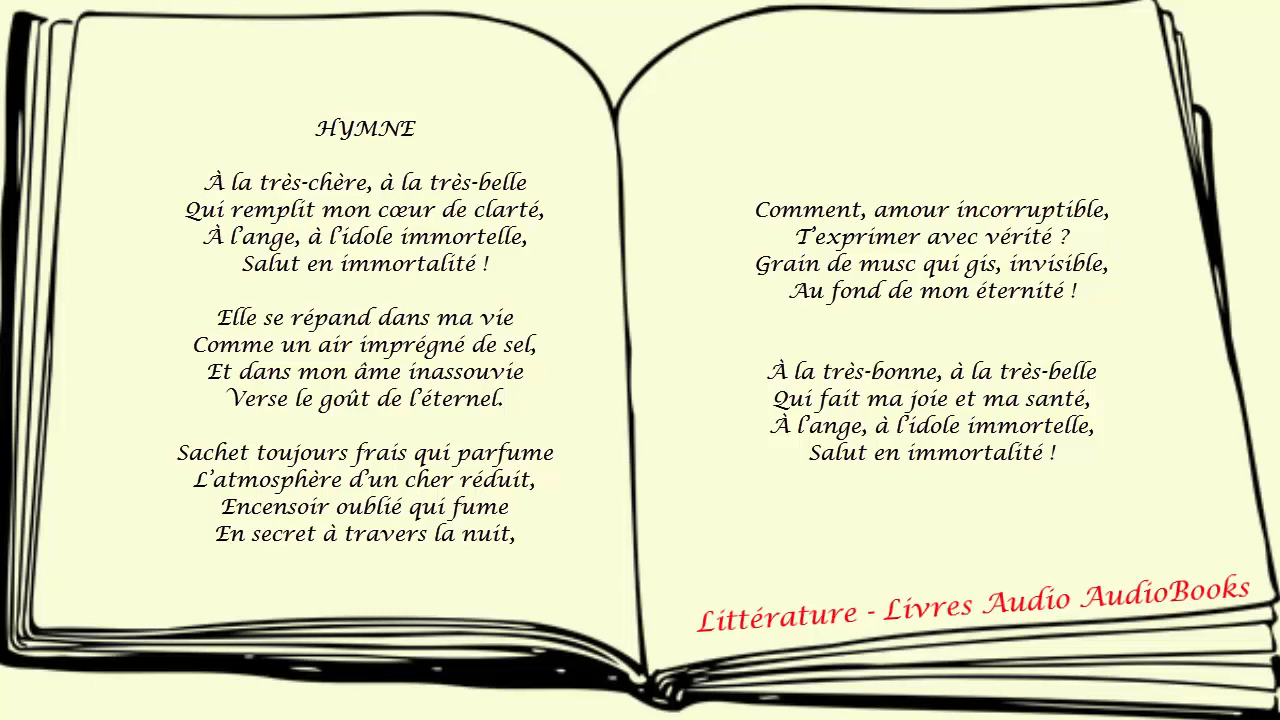 HYMNE
À la très-chère, à la très-belle
Qui remplit mon cœur de clarté,
À l'ange, à l'idole immortelle,
Salut en immortalité !
Elle se répand dans ma vie
Comme un air imprégné de sel,
Et dans mon âme inassouvie
Verse le goût de l'éternel.
Sachet toujours frais qui parfume
L'atmosphère d'un cher réduit,
Encensoir oublié qui fume
En secret à travers la nuit,
Comment, amour incorruptible,
T'exprimer avec vérité ?
Grain de musc qui gis, invisible,
Au fond de mon éternité !
À la très-bonne, à la très-belle
Qui fait ma joie et ma santé,
À l'ange, à l'idole immortelle,
Salut en immortalité !
Littérature - Livres Audio AudioBooks